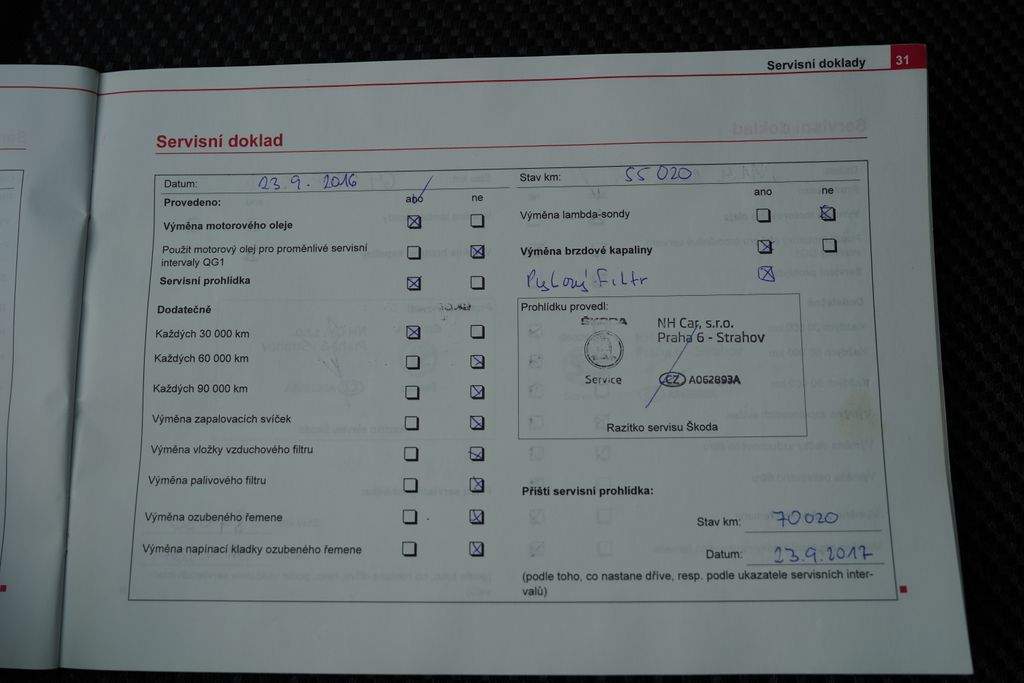 Servisní doklady 31
Servisní doklad
Datum: 23.9.2016
Provedeno: ano ne
Výměna motorového oleje
Použit motorový olej pro proměnlivé servisní
intervaly QG1
Servisní prohlídka
Dodatečně
Každých 30 000 km
Každých 60 000 km
Každých 90 000 km
Výměna zapalovacích svíček
Výměna vložky vzduchového filtru
Výměna palivového filtru
Výměna ozubeného řemene
Výměna napínací kladky ozubeného řemene
Stav km: 55 020
ano ne
Výměna lambda-sondy
Výměna brzdové kapaliny
Pylový Filtr
Prohlídku provedl:
ŠKODA
Service
NH Car, s.r.o.
Praha 6 - Strahov
CZ A062893A
Razítko servisu Škoda
Příští servisní prohlídka:
Stav km: 70020
Datum: 23.9.2017
(podle toho, co nastane dříve, resp. podle ukazatele servisních inter-
valů)